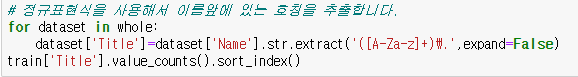 # 정규표현식을 사용해서 이름앞에 있는 호칭을 추출합니다.
for dataset in whole:
    dataset['Title']=dataset['Name'].str.extract('([A-Za-z]+)₩.',expand=False)
train['Title'].value_counts().sort_index()